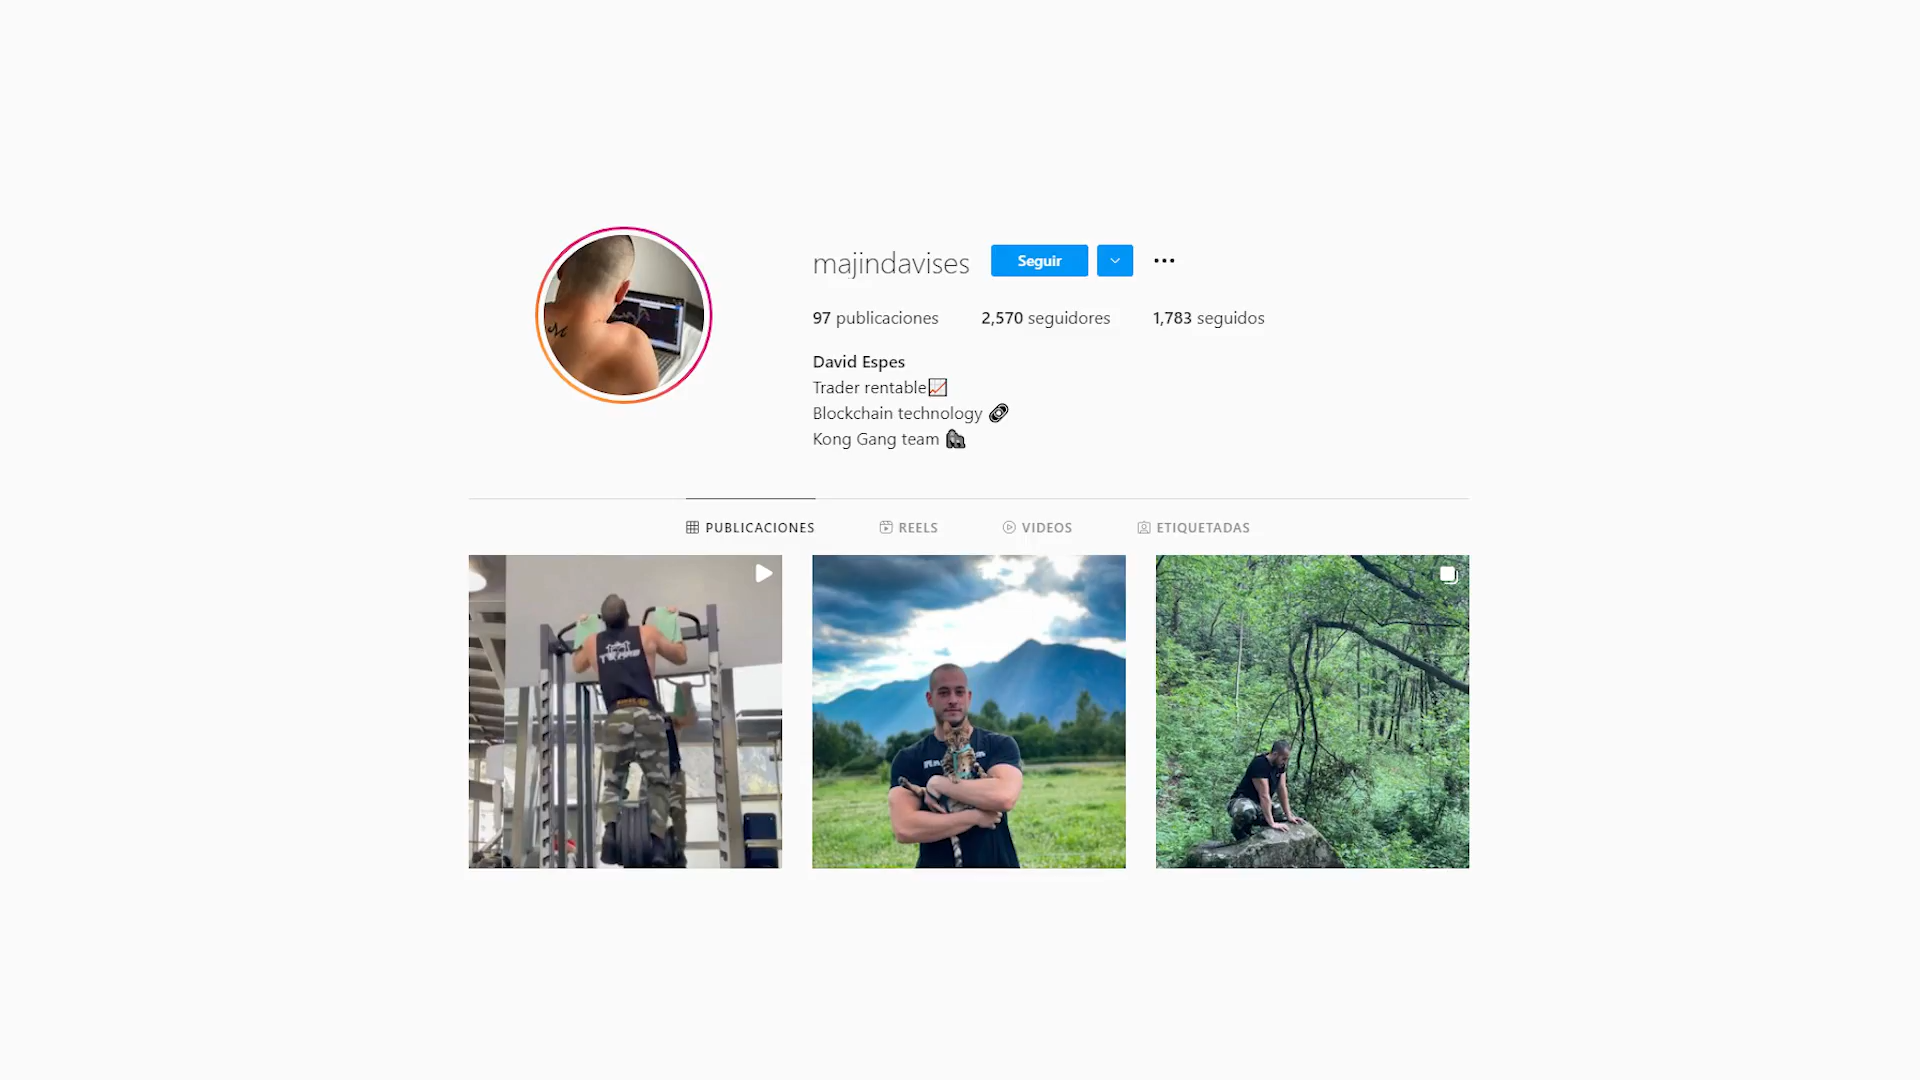 majindavises Seguir
97 publicaciones 2,570 seguidores 1,783 seguidos
David Espes
Trader rentable📈
Blockchain technology 🔗
Kong Gang team 🦍
PUBLICACIONES REELS VIDEOS ETIQUETADAS